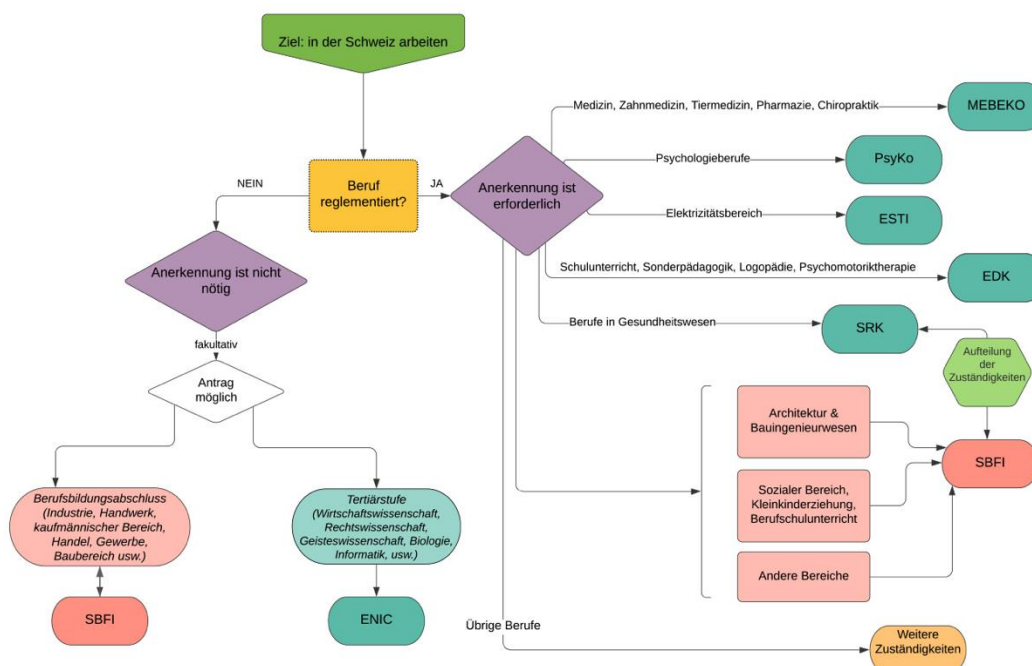 Ziel: in der Schweiz arbeiten
Beruf
reglementiert?
NEIN
JA
Anerkennung ist nicht
nötig
fakultativ
Antrag
möglich
Berufsbildungsabschluss
(Industrie, Handwerk,
kaufmännischer Bereich,
Handel, Gewerbe,
Baubereich usw.)
SBFI
Tertiärstufe
(Wirtschaftswissenschaft,
Rechtswissenschaft,
Geisteswissenschaft, Biologie,
Informatik, usw.)
ENIC
Anerkennung ist
erforderlich
Medizin, Zahnmedizin, Tiermedizin, Pharmazie, Chiropraktik
MEBEKO
Psychologieberufe
PsyKo
Elektrizitätsbereich
ESTI
Schulunterricht, Sonderpädagogik, Logopädie, Psychomotoriktherapie
EDK
Berufe in Gesundheitswesen
SRK
Aufteilung
der
Zuständigkeiten
Architektur &
Bauingenieurwesen
Sozialer Bereich,
Kleinkinderziehung,
Berufschulunterricht
Andere Bereiche
SBFI
Übrige Berufe
Weitere
Zuständigkeiten